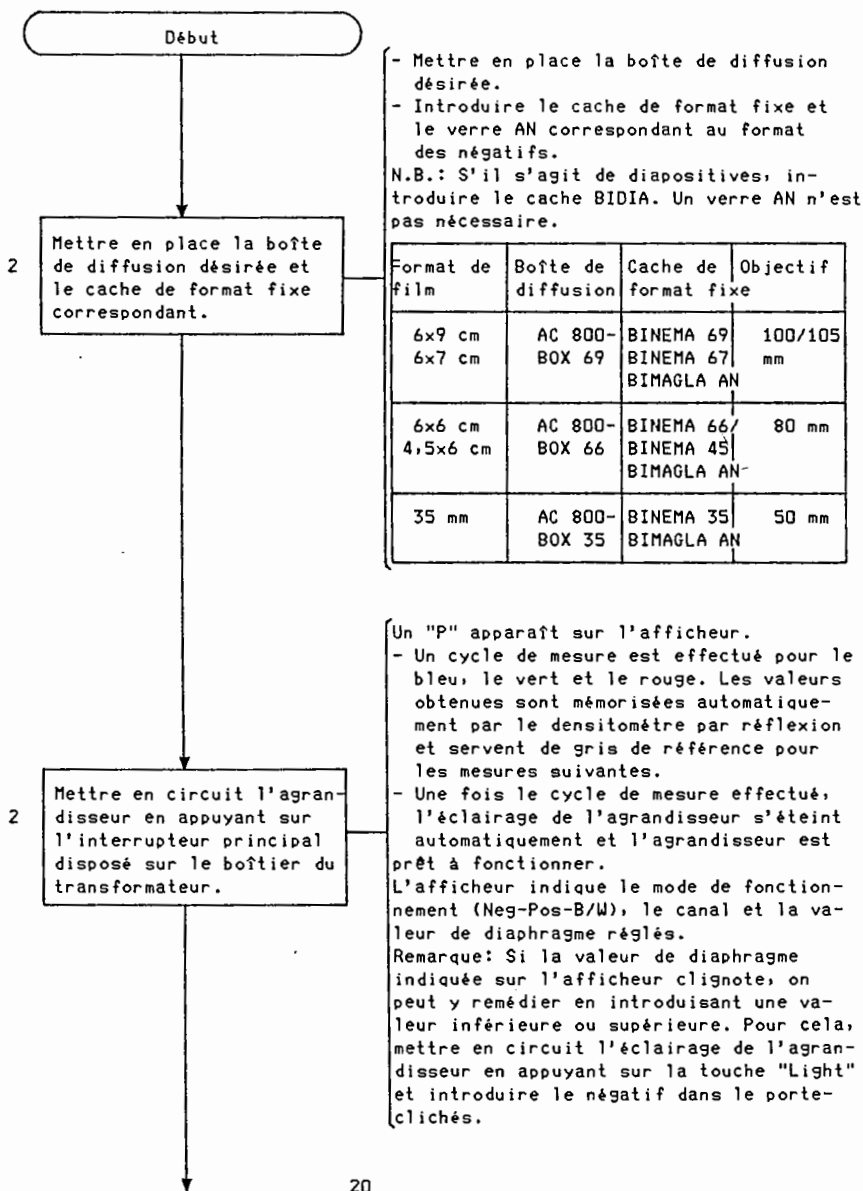 Début
- Mettre en place la boîte de diffusion
désirée.
- Introduire le cache de format fixe et
le verre AN correspondant au format
des négatifs.
N.B.: S'il s'agit de diapositives, in-
troduire le cache BIDIA. Un verre AN n'est
pas nécessaire.
2
Mettre en place la boîte
de diffusion désirée et
le cache de format fixe
correspondant.
Format de Boîte de Cache de Objectif
film diffusion format fixe
6x9 cm AC 800- BINEMA 69 100/105
6x7 cm BOX 69 BINEMA 67 mm
BIMAGLA AN
6x6 cm AC 800- BINEMA 66/ 80 mm
4,5x6 cm BOX 66 BINEMA 45
BIMAGLA AN-
35 mm AC 800- BINEMA 35 50 mm
BOX 35 BIMAGLA AN
2
Mettre en circuit l'agran-
disseur en appuyant sur
l'interrupteur principal
disposé sur le boîtier du
transformateur.
Un "P" apparaît sur l'afficheur.
- Un cycle de mesure est effectué pour le
bleu, le vert et le rouge. Les valeurs
obtenues sont mémorisées automatique-
ment par le densitomètre par réflexion
et servent de gris de référence pour
les mesures suivantes.
- Une fois le cycle de mesure effectué,
l'éclairage de l'agrandisseur s'éteint
automatiquement et l'agrandisseur est
prêt à fonctionner.
L'afficheur indique le mode de fonction-
nement (Neg-Pos-B/W), le canal et la va-
leur de diaphragme réglés.
Remarque: Si la valeur de diaphragme
indiquée sur l'afficheur clignote, on
peut y remédier en introduisant une va-
leur inférieure ou supérieure. Pour cela,
mettre en circuit l'éclairage de l'agran-
disseur en appuyant sur la touche "Light"
et introduire le négatif dans le porte-
clichés.
20